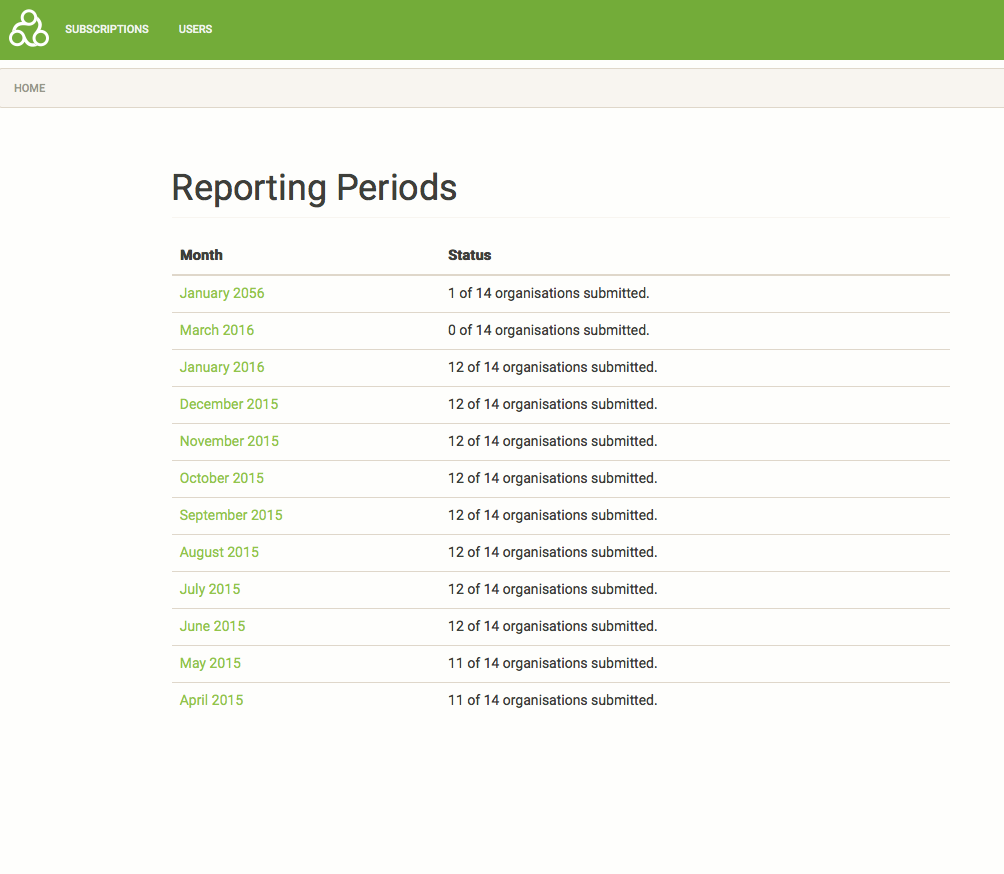 SUBSCRIPTIONS USERS
HOME
Reporting Periods
Month Status
January 2056 1 of 14 organisations submitted.
March 2016 0 of 14 organisations submitted.
January 2016 12 of 14 organisations submitted.
December 2015 12 of 14 organisations submitted.
November 2015 12 of 14 organisations submitted.
October 2015 12 of 14 organisations submitted.
September 2015 12 of 14 organisations submitted.
August 2015 12 of 14 organisations submitted.
July 2015 12 of 14 organisations submitted.
June 2015 12 of 14 organisations submitted.
May 2015 11 of 14 organisations submitted.
April 2015 11 of 14 organisations submitted.